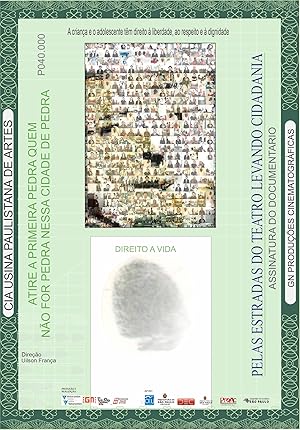 A criança e o adolescente têm direito à liberdade, ao respeito e à dignidade
P040.000
CIA USINA PAULISTANA DE ARTES
ATIRE A PRIMEIRA PEDRA QUEM
NÃO FOR PEDRA NESSA CIDADE DE PEDRA
PELAS ESTRADAS DO TEATRO LEVANDO CIDADANIA
ASSINATURA DO DOCUMENTARIO
GN PRODUÇÕES CINEMATOGRÁFICAS
DIREITO A VIDA
Direção
Uilson França